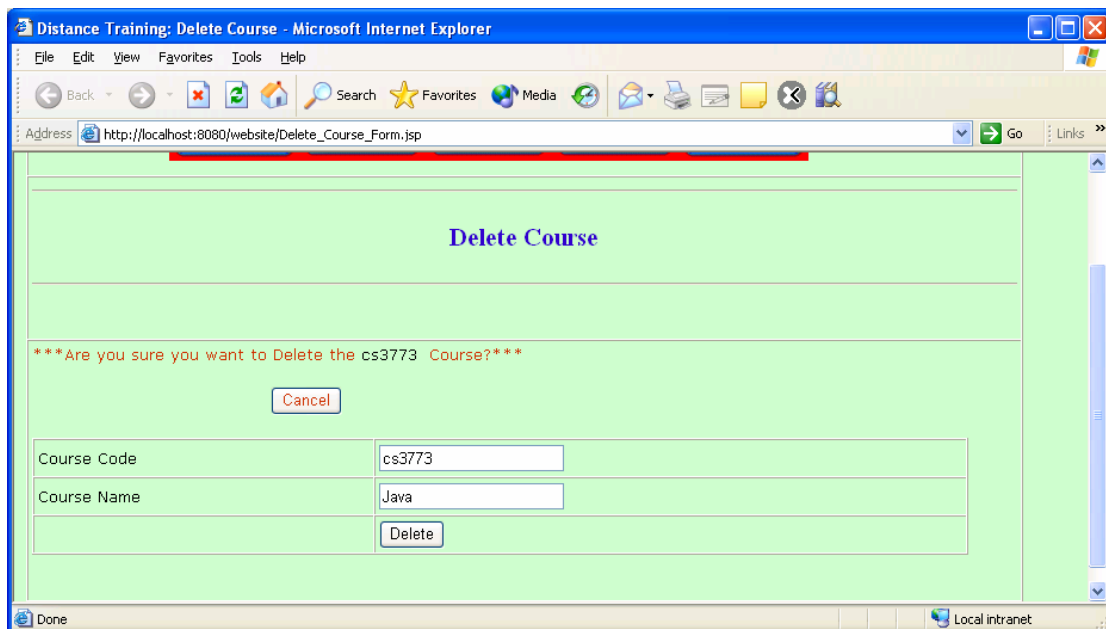 Distance Training: Delete Course - Microsoft Internet Explorer
File Edit View Favorites Tools Help
Back Search Favorites Media
Address http://localhost:8080/website/Delete_Course_Form.jsp Go Links »
Delete Course
***Are you sure you want to Delete the cs3773 Course?***
Cancel
Course Code cs3773
Course Name Java
Delete
Done Local intranet